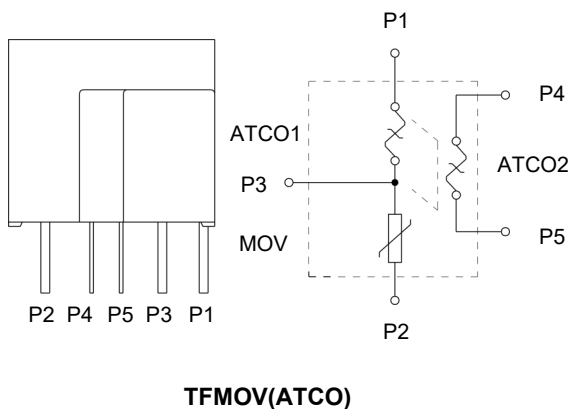 P1
P4
ATCO1
ATCO2
P3
MOV
P5
P2 P4 P5 P3 P1
P2
TFMOV(ATCO)